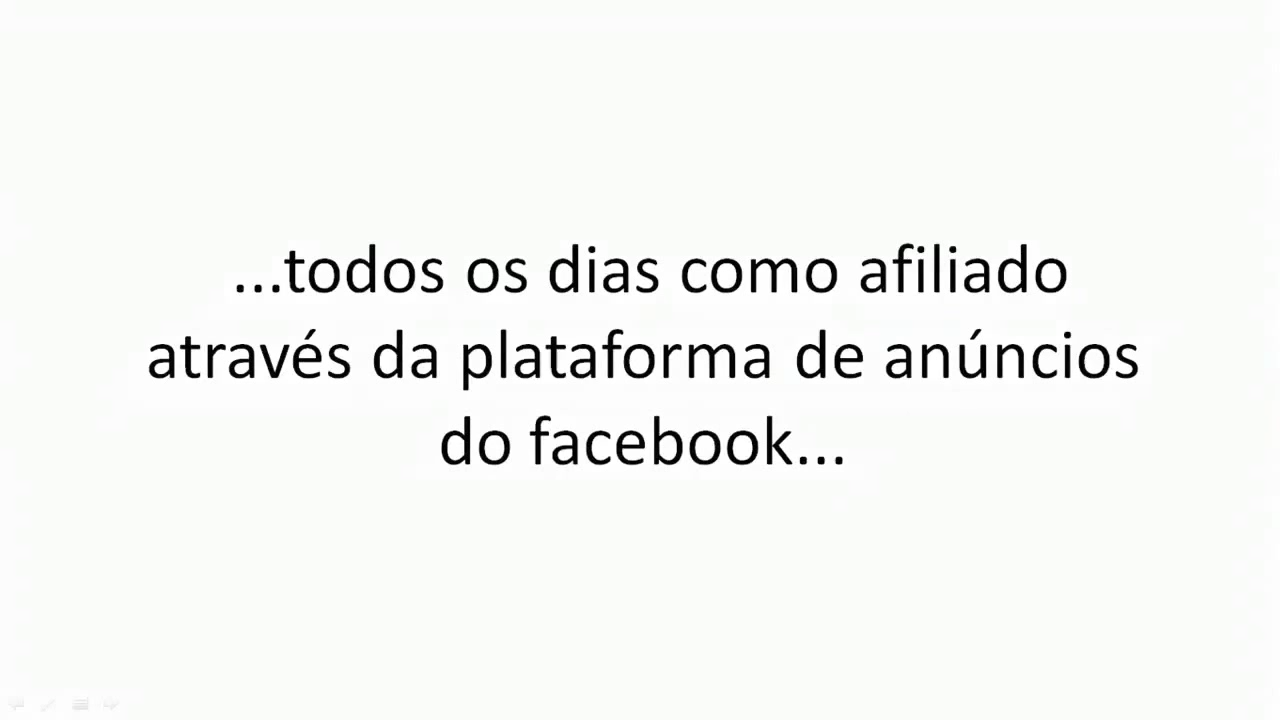 ...todos os dias como afiliado
através da plataforma de anúncios
do facebook...